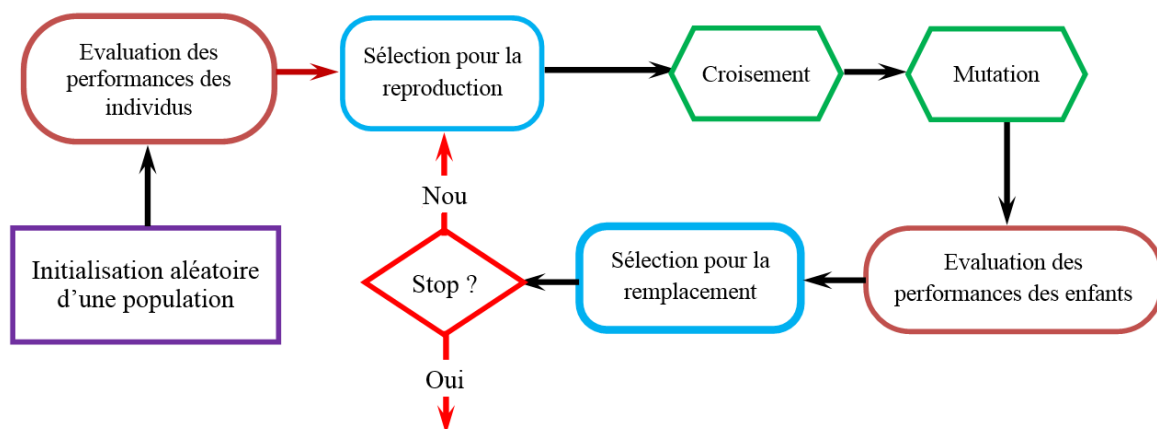 Evaluation des
performances des
individus
Sélection pour la
reproduction
Croisement
Mutation
Nou
Initialisation aléatoire
d'une population
Stop ?
Sélection pour la
remplacement
Evaluation des
performances des enfants
Oui